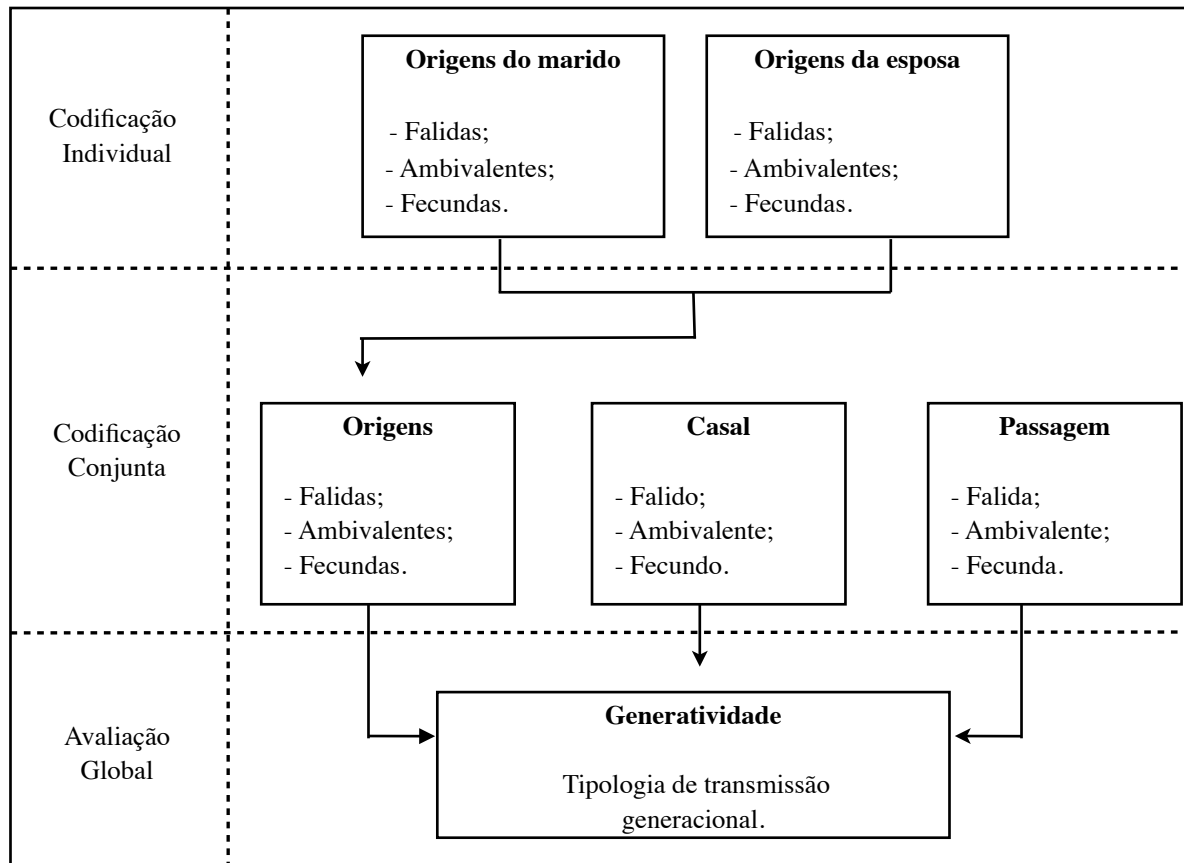 Codificação
Individual
Origens do marido
- Falidas;
- Ambivalentes;
- Fecundas.
Origens da esposa
- Falidas;
- Ambivalentes;
- Fecundas.
Codificação
Conjunta
Origens
- Falidas;
- Ambivalentes;
- Fecundas.
Casal
- Falido;
- Ambivalente;
- Fecundo.
Passagem
- Falida;
- Ambivalente;
- Fecunda.
Avaliação
Global
Generatividade
Tipologia de transmissão
generacional.